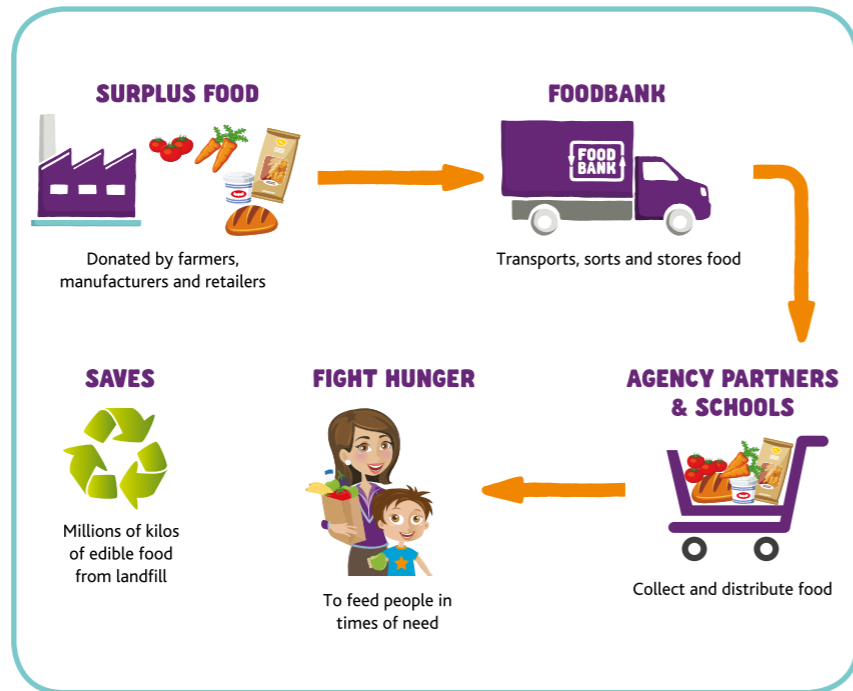 SURPLUS FOOD
Donated by farmers,
manufacturers and retailers
FOODBANK
FOOD
BANK
Transports, sorts and stores food
AGENCY PARTNERS
& SCHOOLS
Collect and distribute food
FIGHT HUNGER
To feed people in
times of need
SAVES
Millions of kilos
of edible food
from landfill